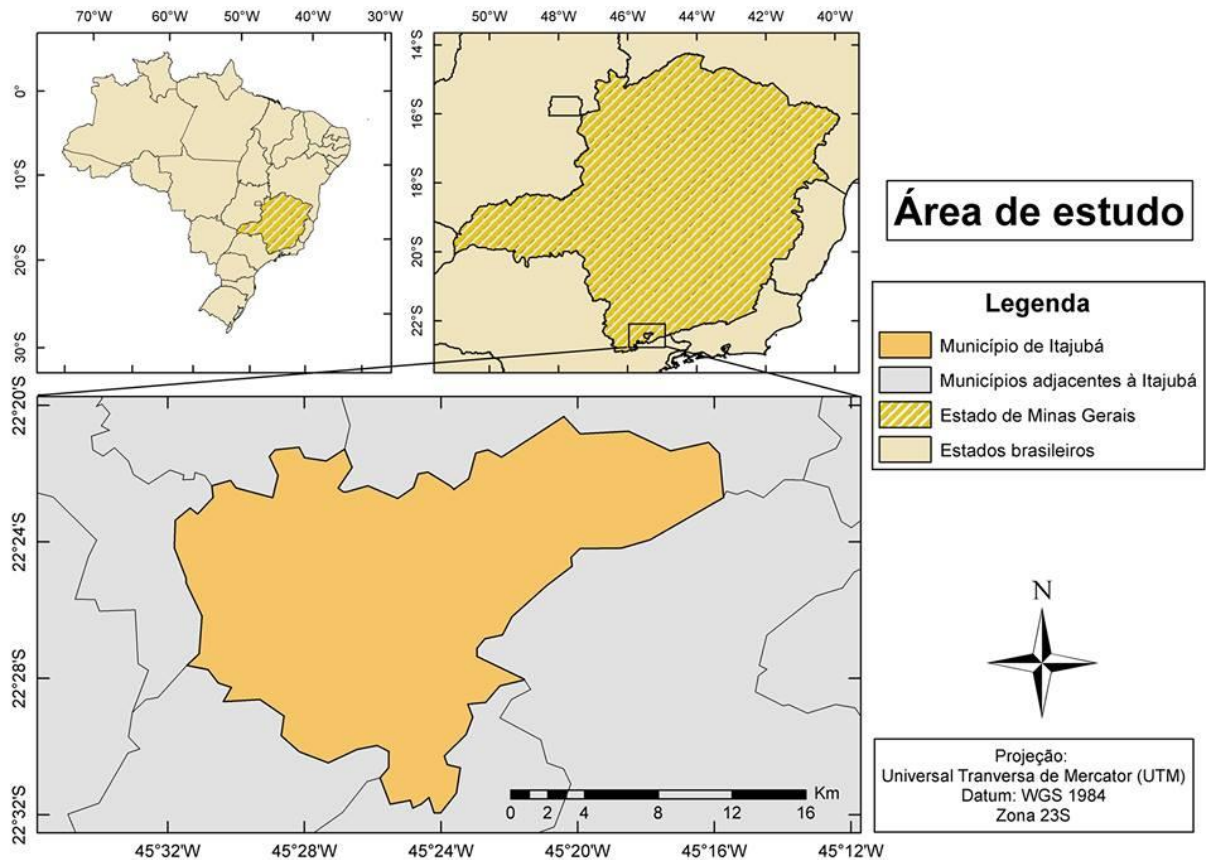 70°W 60°W 50°W 40°W 30°W
0°
10°S
20°S
30°S
50°W 48°W 46°W 44°W 42°W 40°W
14°S
16°S
18°S
20°S
22°S
Área de estudo
Legenda
Município de Itajubá
Municípios adjacentes à Itajubá
Estado de Minas Gerais
Estados brasileiros
22°20'S
22°24'S
22°28'S
22°32'S
45°32'W 45°28'W 45°24'W 45°20'W 45°16'W 45°12'W
Km
0 2 4 8 12 16
N
Projeção:
Universal Tranversa de Mercator (UTM)
Datum: WGS 1984
Zona 23S